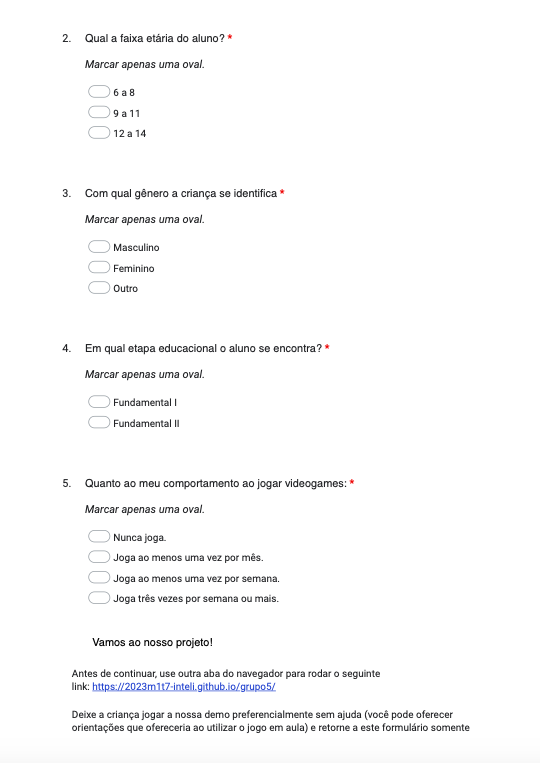 2. Qual a faixa etária do aluno? *
Marcar apenas uma oval.
6 a 8
9 a 11
12 a 14
3. Com qual gênero a criança se identifica *
Marcar apenas uma oval.
Masculino
Feminino
Outro
4. Em qual etapa educacional o aluno se encontra? *
Marcar apenas uma oval.
Fundamental I
Fundamental II
5. Quanto ao meu comportamento ao jogar videogames: *
Marcar apenas uma oval.
Nunca joga.
Joga ao menos uma vez por mês.
Joga ao menos uma vez por semana.
Joga três vezes por semana ou mais.
Vamos ao nosso projeto!
Antes de continuar, use outra aba do navegador para rodar o seguinte
link: https://2023m1t7-inteli.github.io/grupo5/
Deixe a criança jogar a nossa demo preferencialmente sem ajuda (você pode oferecer
orientações que ofereceria ao utilizar o jogo em aula) e retorne a este formulário somente